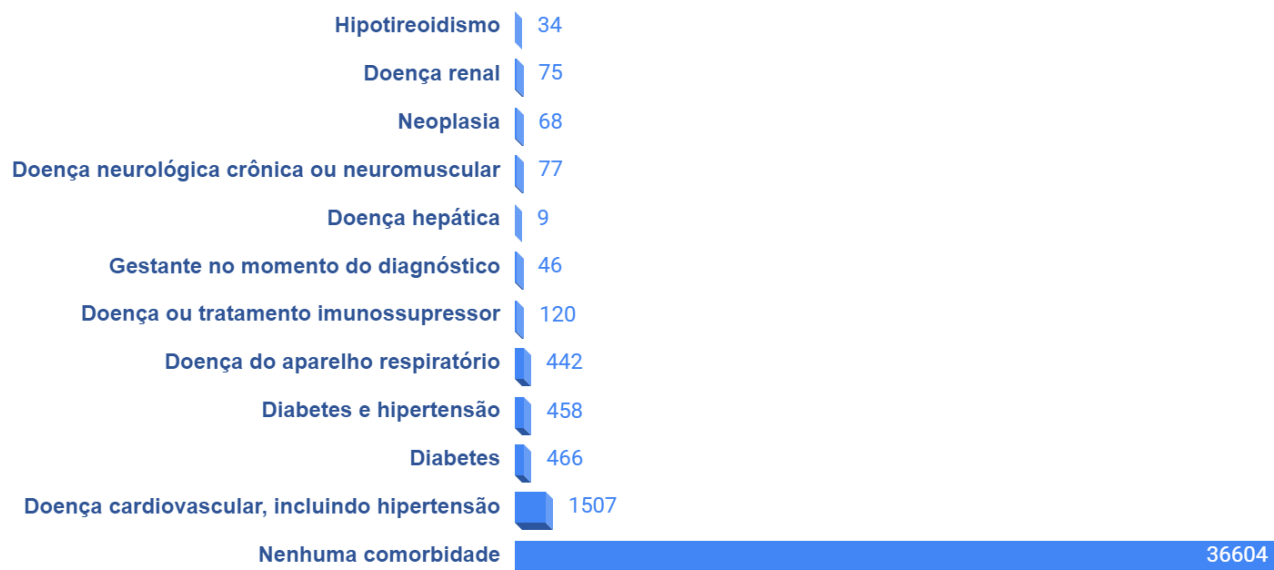 Hipotireoidismo 34
Doença renal 75
Neoplasia 68
Doença neurológica crônica ou neuromuscular 77
Doença hepática 9
Gestante no momento do diagnóstico 46
Doença ou tratamento imunossupressor 120
Doença do aparelho respiratório 442
Diabetes e hipertensão 458
Diabetes 466
Doença cardiovascular, incluindo hipertensão 1507
Nenhuma comorbidade 36604